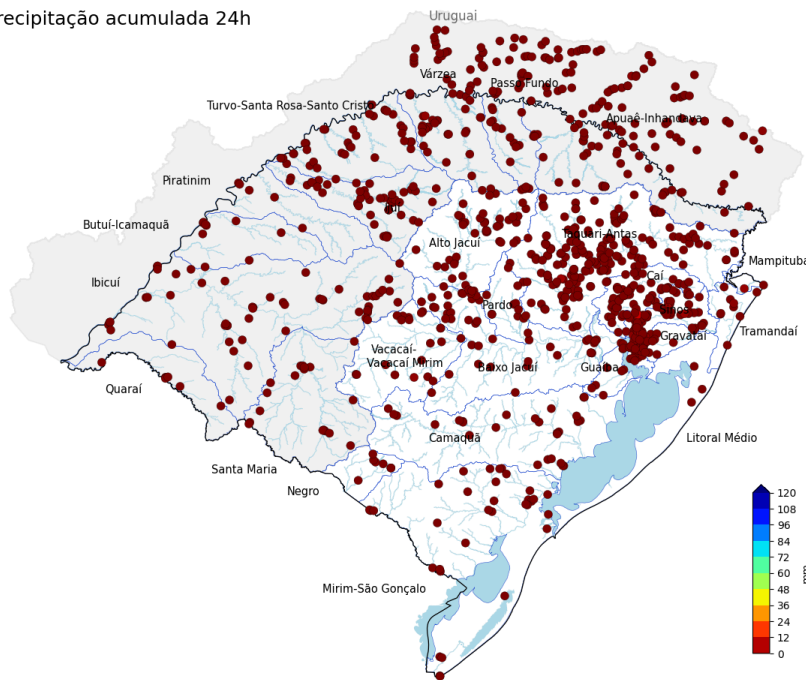 recipitação acumulada 24h
Uruguai
Várzea
Passo Fundo
Turvo-Santa Rosa-Santo Cristo
Apuaê-Inhandava
Piratinim
Ijuí
Butuí-Icamaquã
Alto Jacuí
Taquari-Antas
Mampituba
Ibicuí
Caí
Pardo
Sinos
Tramandaí
Gravataí
Vacacaí-
Vacacaí Mirim
Baixo Jacuí
Guaíba
Quaraí
Camaquã
Litoral Médio
Santa Maria
Negro
Mirim-São Gonçalo
120
108
96
84
72
60
48
36
24
12
0
mm